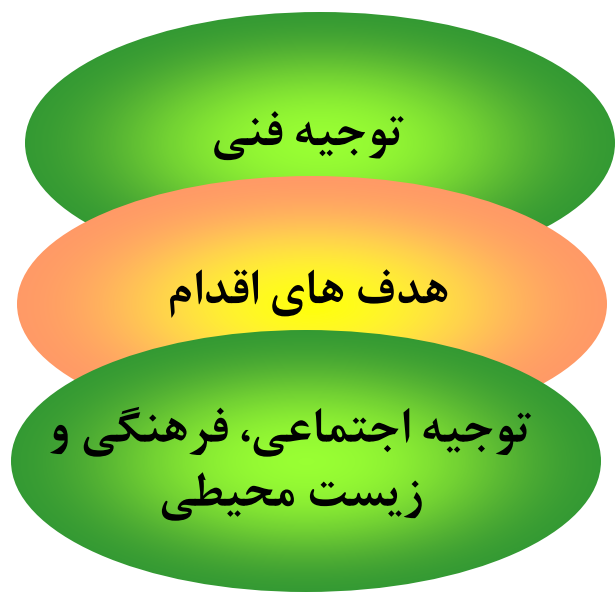 توجیه فنی
هدف های اقدام
توجیه اجتماعی، فرهنگی و
زیست محیطی